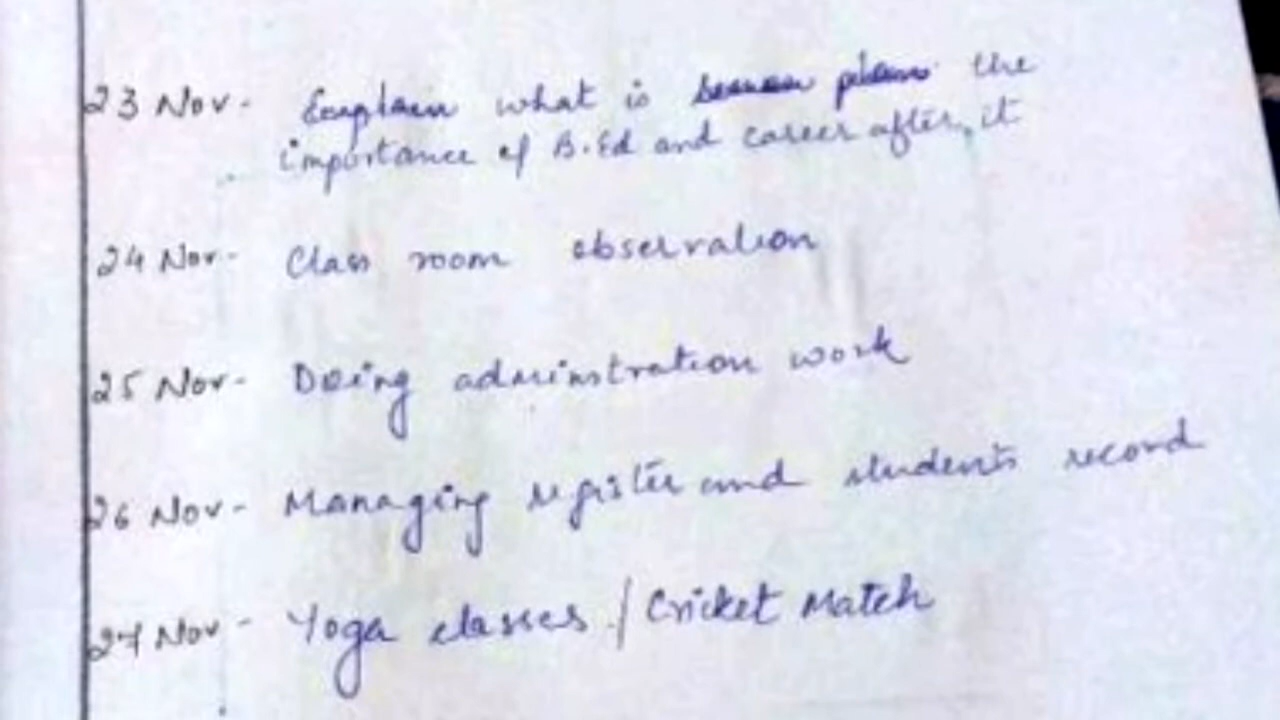 23 Nov - Explain what is lesson plan the
importance of B.Ed and career after it
24 Nov - Class room observation
25 Nov - Doing adminstration work
26 Nov - Managing register and students record
27 Nov - Yoga classes / Cricket Match